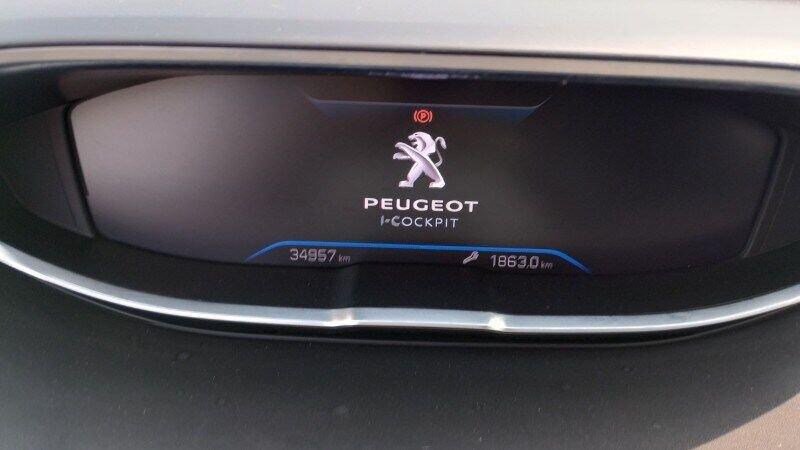 (P)
PEUGEOT
i-COCKPIT
34957 km
1863.0 km